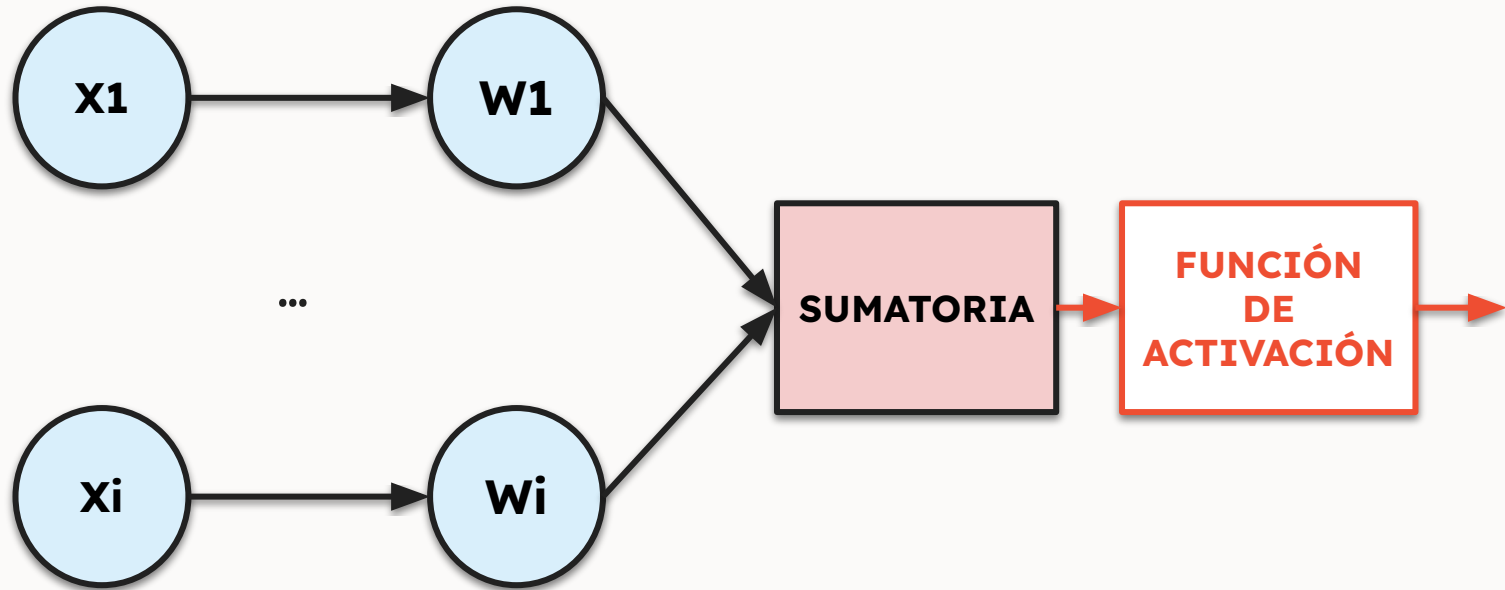 X1
W1
...
SUMATORIA
FUNCIÓN
DE
ACTIVACIÓN
Xi
Wi